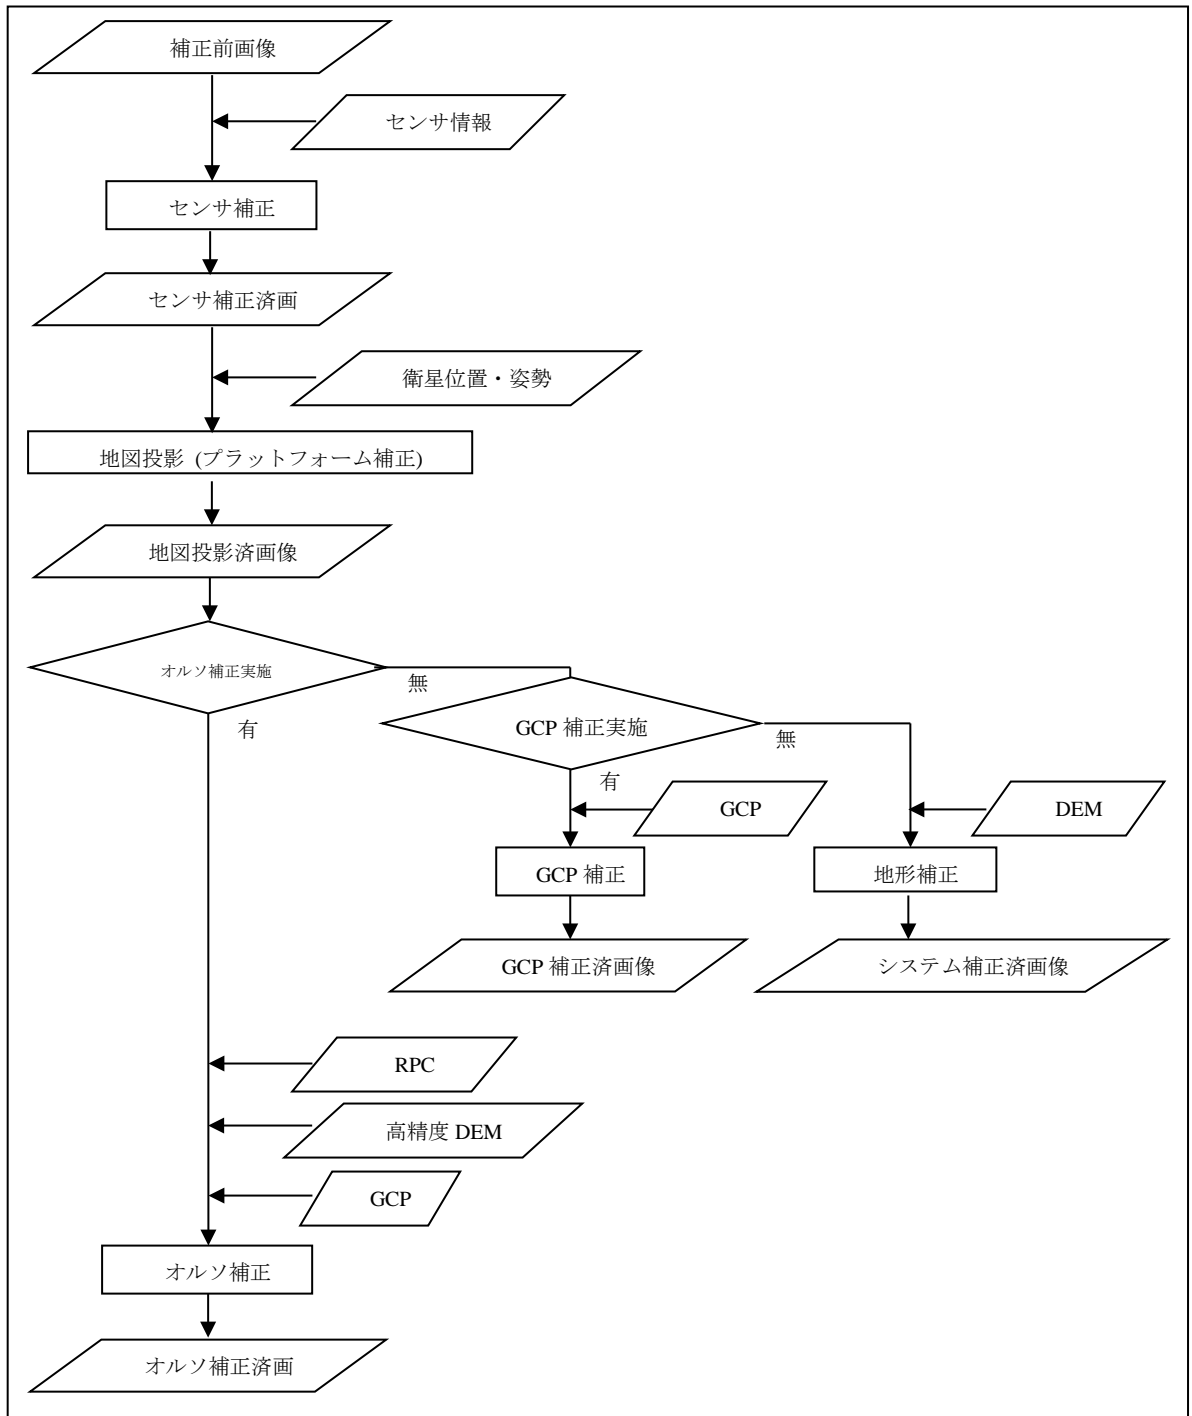 補正前画像
センサ情報
センサ補正
センサ補正済画
衛星位置・姿勢
地図投影 (プラットフォーム補正)
地図投影済画像
オルソ補正実施
無
有
GCP 補正実施
無
有
GCP
DEM
GCP 補正
地形補正
GCP 補正済画像
システム補正済画像
RPC
高精度 DEM
GCP
オルソ補正
オルソ補正済画